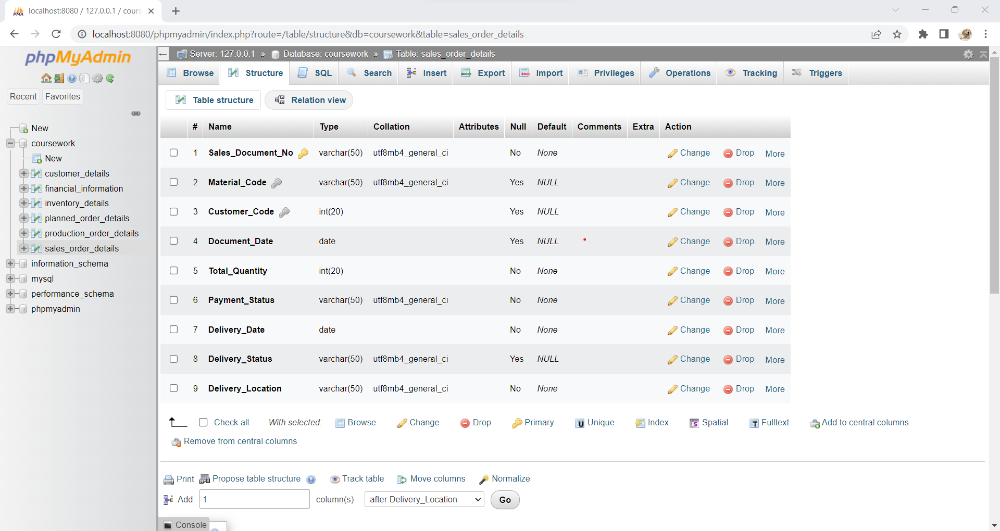 localhost:8080 / 127.0.0.1 / cours
localhost:8080/phpmyadmin/index.php?route=/table/structure&db=coursework&table=sales_order_details
phpMyAdmin
Recent Favorites
New
coursework
New
customer_details
financial_information
inventory_details
planned_order_details
production_order_details
sales_order_details
information_schema
mysql
performance_schema
phpmyadmin
Server: 127.0.0.1 » Database: coursework » Table: sales_order_details
Browse Structure SQL Search Insert Export Import Privileges Operations Tracking Triggers
Table structure Relation view
# Name Type Collation Attributes Null Default Comments Extra Action
1 Sales_Document_No varchar(50) utf8mb4_general_ci No None Change Drop More
2 Material_Code varchar(50) utf8mb4_general_ci Yes NULL Change Drop More
3 Customer_Code int(20) Yes NULL Change Drop More
4 Document_Date date Yes NULL Change Drop More
5 Total_Quantity int(20) No None Change Drop More
6 Payment_Status varchar(50) utf8mb4_general_ci No None Change Drop More
7 Delivery_Date date No None Change Drop More
8 Delivery_Status varchar(50) utf8mb4_general_ci Yes NULL Change Drop More
9 Delivery_Location varchar(50) utf8mb4_general_ci No None Change Drop More
Check all With selected: Browse Change Drop Primary Unique Index Spatial Fulltext Add to central columns
Remove from central columns
Print Propose table structure Track table Move columns Normalize
Add 1 column(s) after Delivery_Location Go
Console